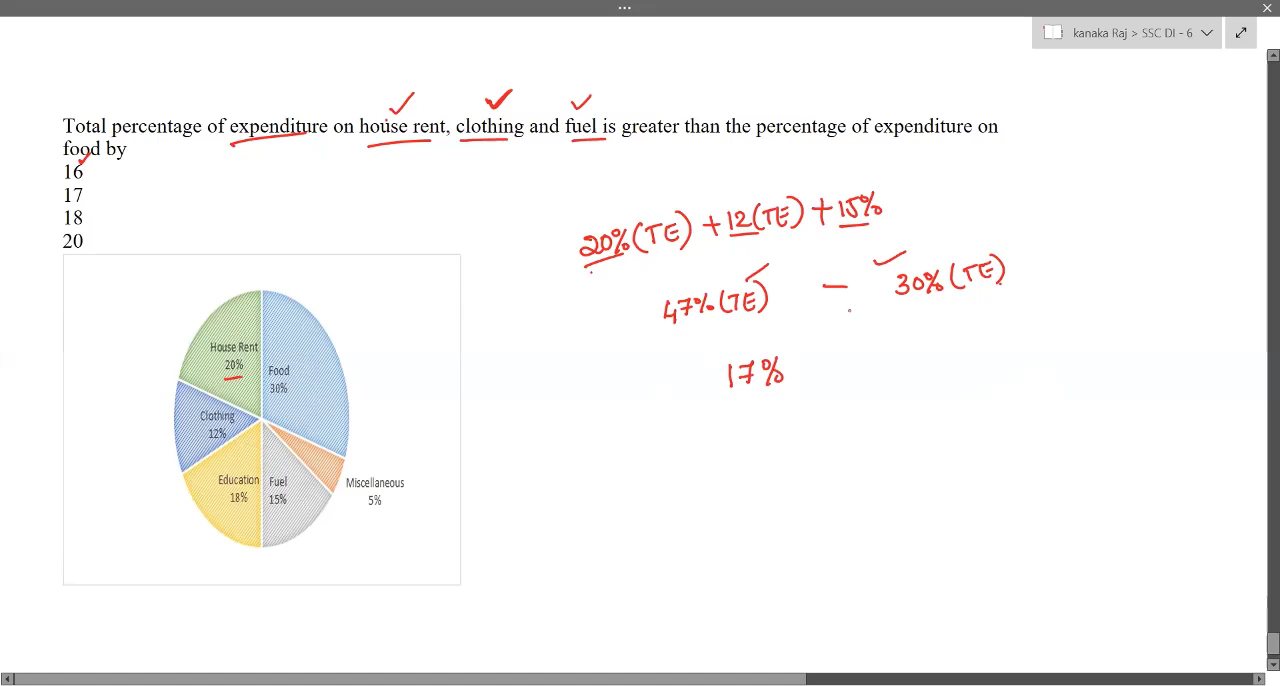 kanaka Raj > SSC DI - 6
Total percentage of expenditure on house rent, clothing and fuel is greater than the percentage of expenditure on
food by
16
17
18
20
20%(TE) + 12(TE) + 15%
47%(TE) - 30%(TE)
17%
House Rent
20%
Food
30%
Clothing
12%
Education
18%
Fuel
15%
Miscellaneous
5%